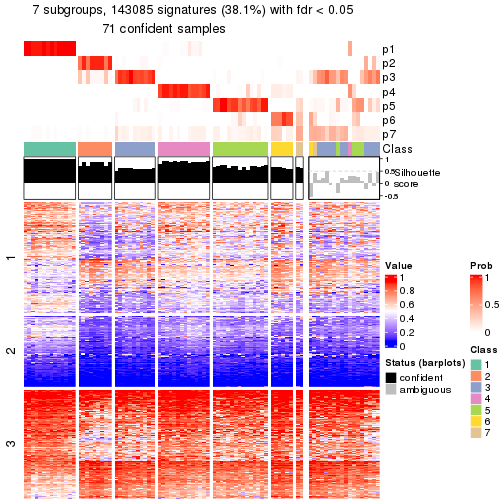 7 subgroups, 143085 signatures (38.1%) with fdr < 0.05
71 confident samples
p1
p2
p3
p4
p5
p6
p7
Class
1
0.5
0
-0.5
Silhouette
score
1
2
3
Value
1
0.8
0.6
0.4
0.2
0
Status (barplots)
confident
ambiguous
Prob
1
0.5
0
Class
1
2
3
4
5
6
7